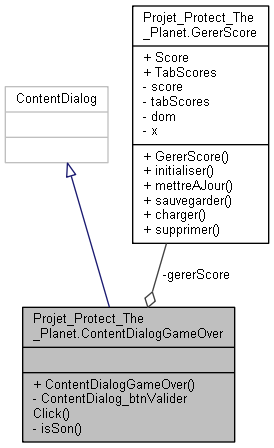 Projet_Protect_The
_Planet.GererScore
+ Score
+ TabScores
- score
- tabScores
- dom
- x
+ GererScore()
+ initialiser()
+ mettreAJour()
+ sauvegarder()
+ charger()
+ supprimer()
ContentDialog
-gererScore
Projet_Protect_The
_Planet.ContentDialogGameOver
+ ContentDialogGameOver()
- ContentDialog_btnValider
Click()
- isSon()